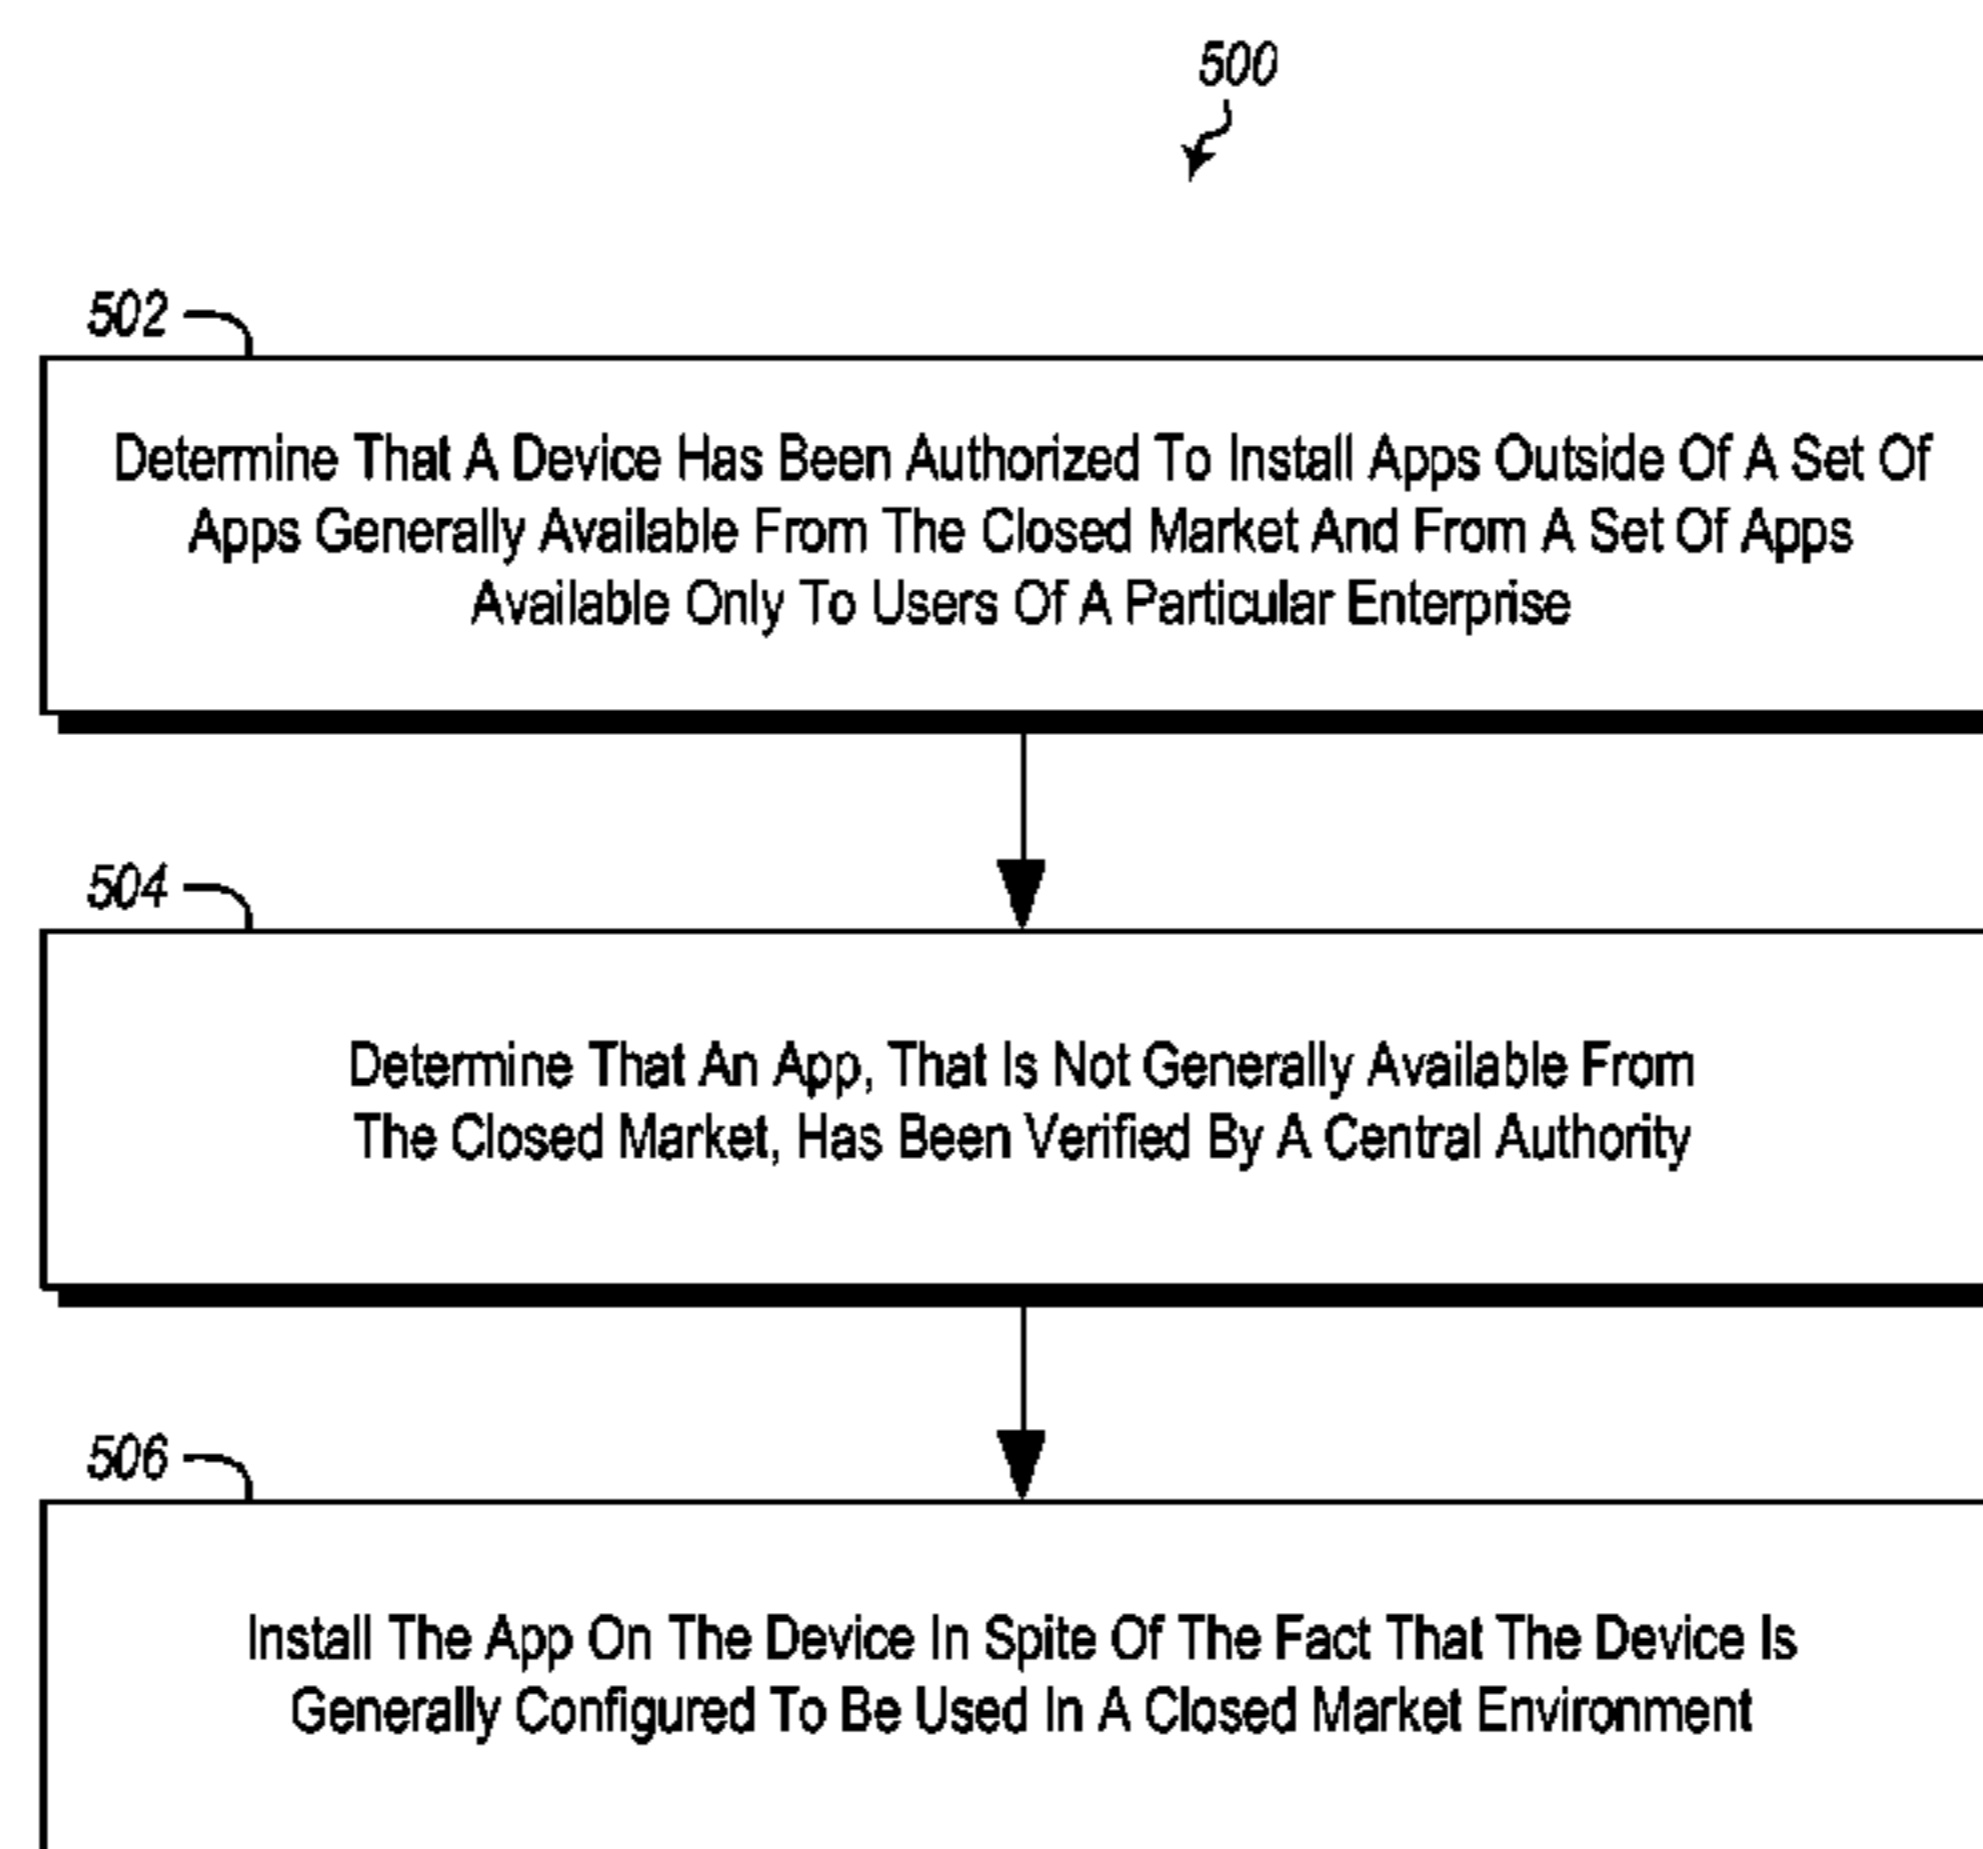 500
502
Determine That A Device Has Been Authorized To Install Apps Outside Of A Set Of
Apps Generally Available From The Closed Market And From A Set Of Apps
Available Only To Users Of A Particular Enterprise
504
Determine That An App, That Is Not Generally Available From
The Closed Market, Has Been Verified By A Central Authority
506
Install The App On The Device In Spite Of The Fact That The Device Is
Generally Configured To Be Used In A Closed Market Environment